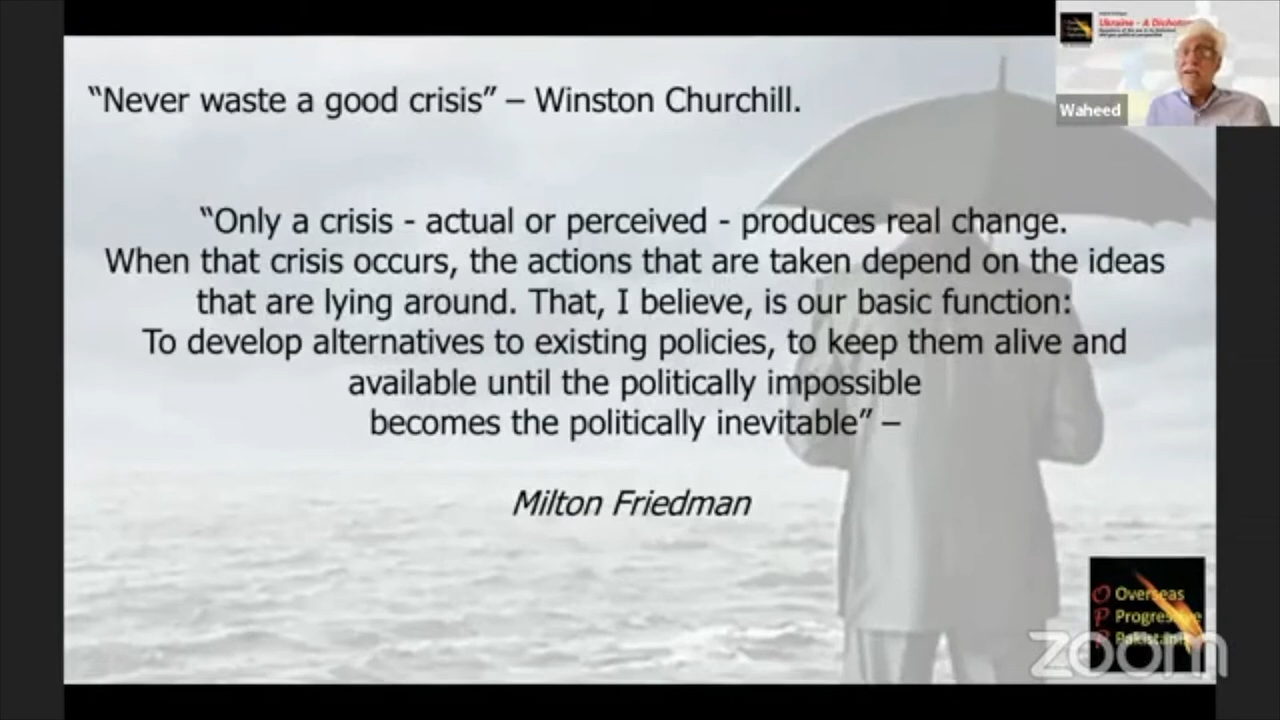 “Never waste a good crisis” – Winston Churchill.
“Only a crisis - actual or perceived - produces real change.
When that crisis occurs, the actions that are taken depend on the ideas
that are lying around. That, I believe, is our basic function:
To develop alternatives to existing policies, to keep them alive and
available until the politically impossible
becomes the politically inevitable” –
Milton Friedman
Ukraine - A
Waheed
Overseas
Progressive
Pakistanis
zoom